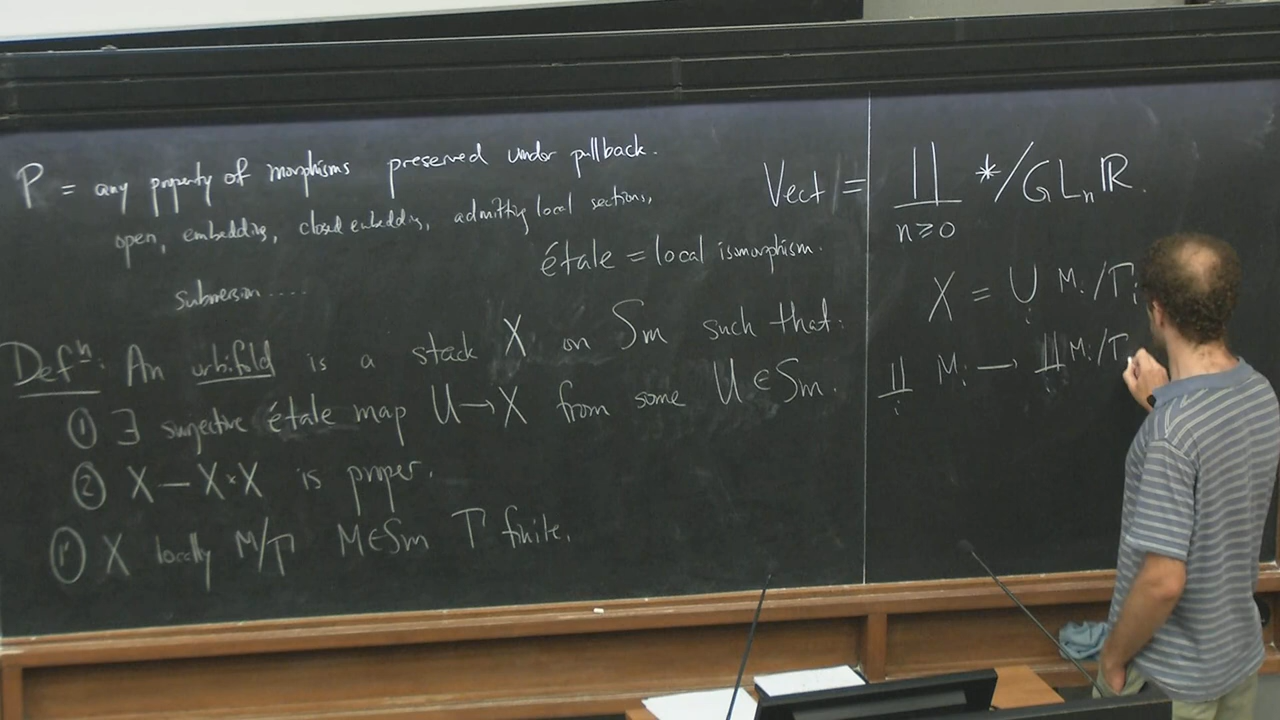 P = any property of morphisms preserved under pullback.
open, embedding, closed embedding, admitting local sections,
étale = local isomorphism.
submersion ....
Defⁿ: An orbifold is a stack X on Sm such that:
① ∃ surjective étale map U → X from some U ∈ Sm.
② X — X×X is proper.
①' X locally M/Γ M∈Sm Γ finite.
Vect = ∐ */GLₙℝ.
n≥0
X = ∪ Mᵢ/Γᵢ
i
∐ Mᵢ → ∐ Mᵢ/Γ
i i